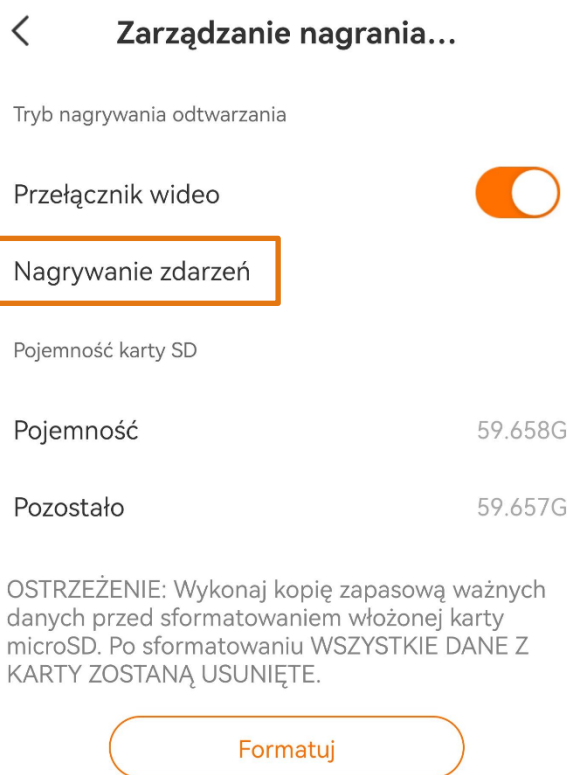 Zarządzanie nagrania...
Tryb nagrywania odtwarzania
Przełącznik wideo
Nagrywanie zdarzeń
Pojemność karty SD
Pojemność 59.658G
Pozostało 59.657G
OSTRZEŻENIE: Wykonaj kopię zapasową ważnych
danych przed sformatowaniem włożonej karty
microSD. Po sformatowaniu WSZYSTKIE DANE Z
KARTY ZOSTANĄ USUNIĘTE.
Formatuj